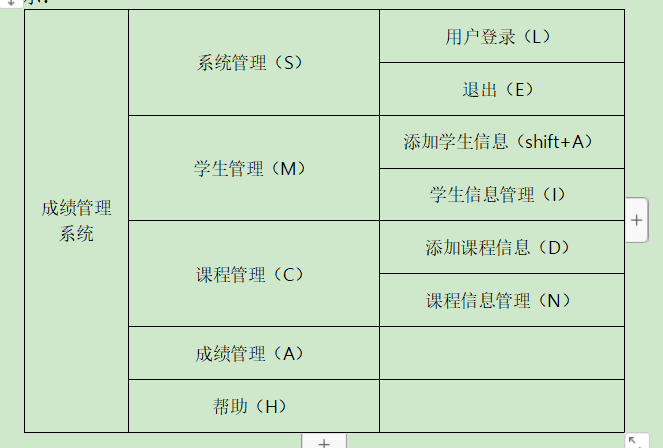 系统管理（S）
用户登录（L）
退出（E）
学生管理（M）
添加学生信息（shift+A）
学生信息管理（I）
成绩管理
系统
课程管理（C）
添加课程信息（D）
课程信息管理（N）
成绩管理（A）
帮助（H）